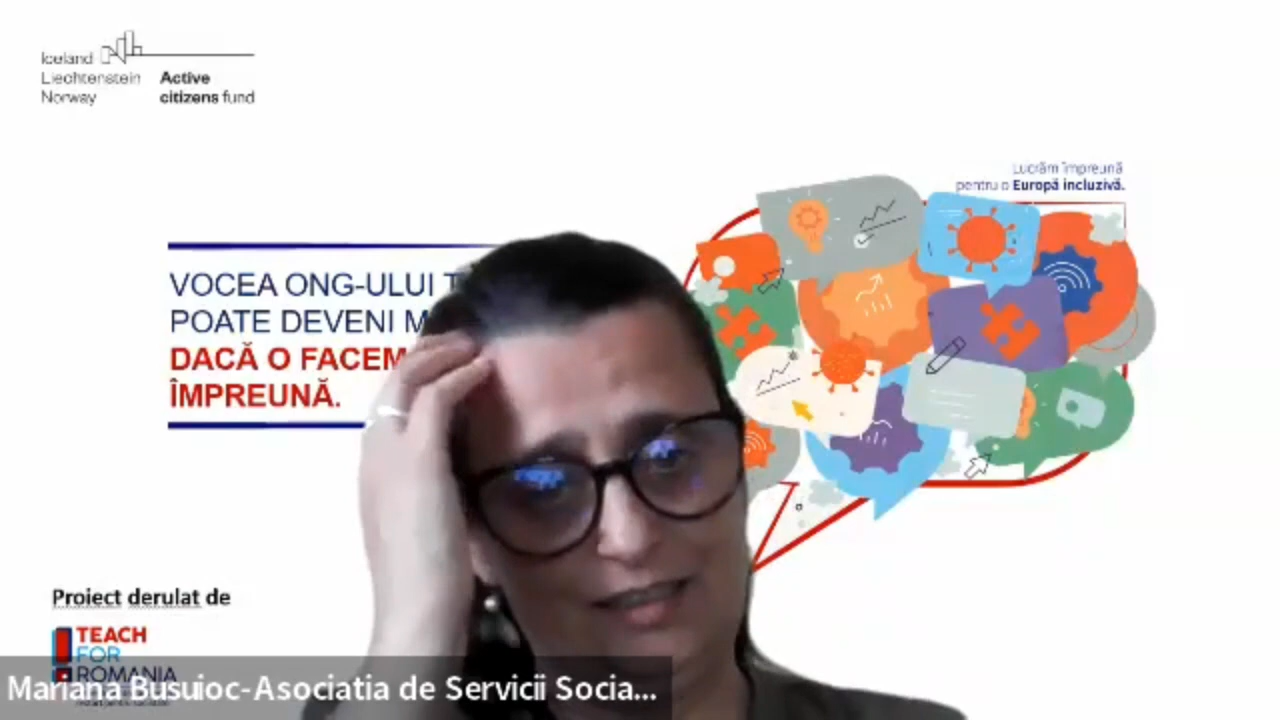 Iceland
Liechtenstein
Norway
Active
citizens fund
Lucrăm împreună
pentru o Europă incluzivă.
VOCEA ONG-ULUI T
POATE DEVENI M
DACĂ O FACEM
ÎMPREUNĂ.
Proiect derulat de
TEACH
FOR
ROMANIA
Mariana Busuioc-Asociatia de Servicii Socia...